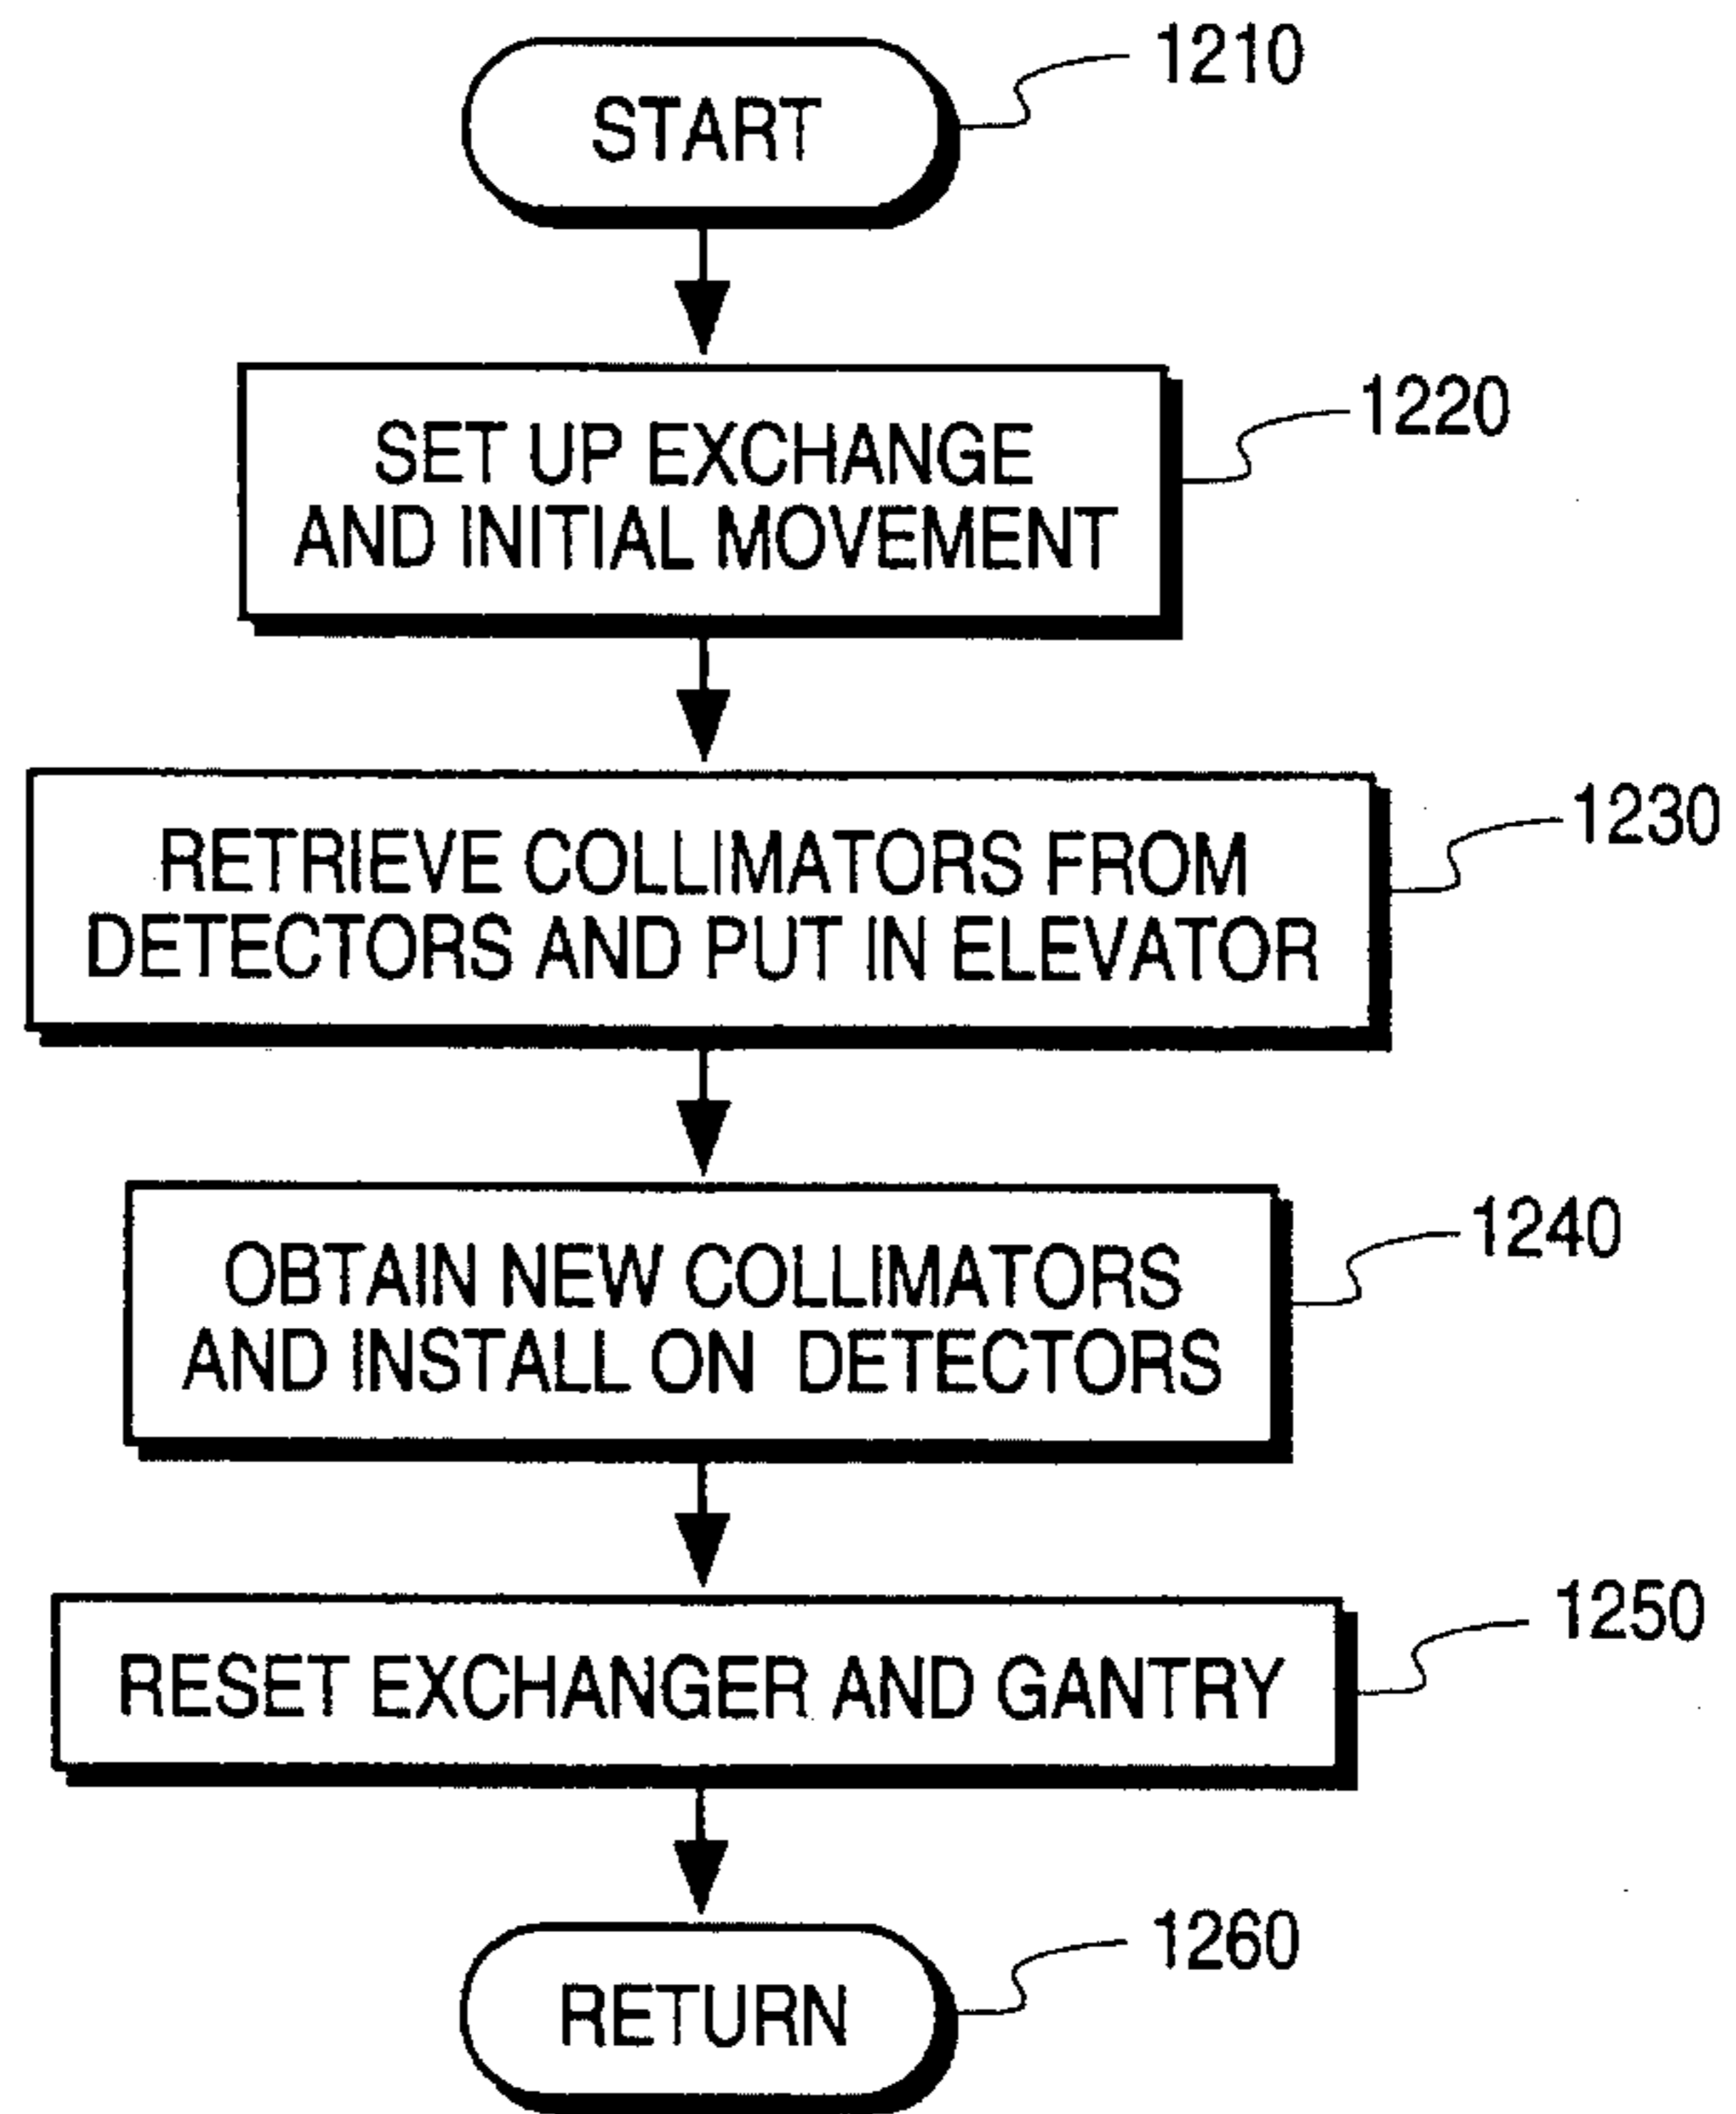 START
1210
SET UP EXCHANGE
AND INITIAL MOVEMENT
1220
RETRIEVE COLLIMATORS FROM
DETECTORS AND PUT IN ELEVATOR
1230
OBTAIN NEW COLLIMATORS
AND INSTALL ON DETECTORS
1240
RESET EXCHANGER AND GANTRY
1250
RETURN
1260